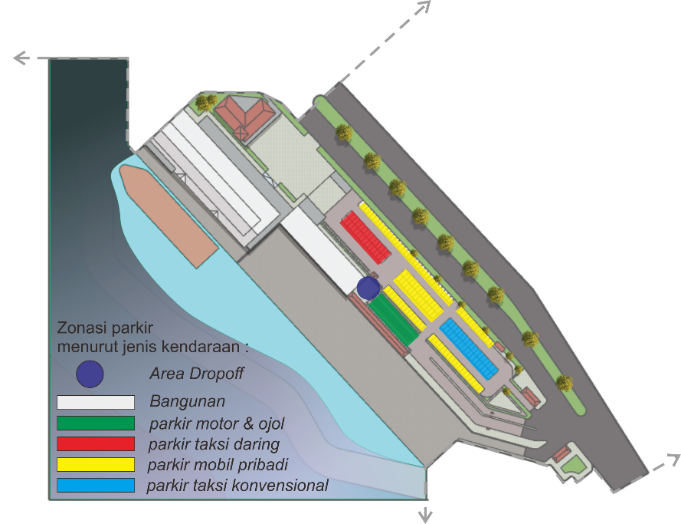 Zonasi parkir
menurut jenis kendaraan :
Area Dropoff
Bangunan
parkir motor & ojol
parkir taksi daring
parkir mobil pribadi
parkir taksi konvensional